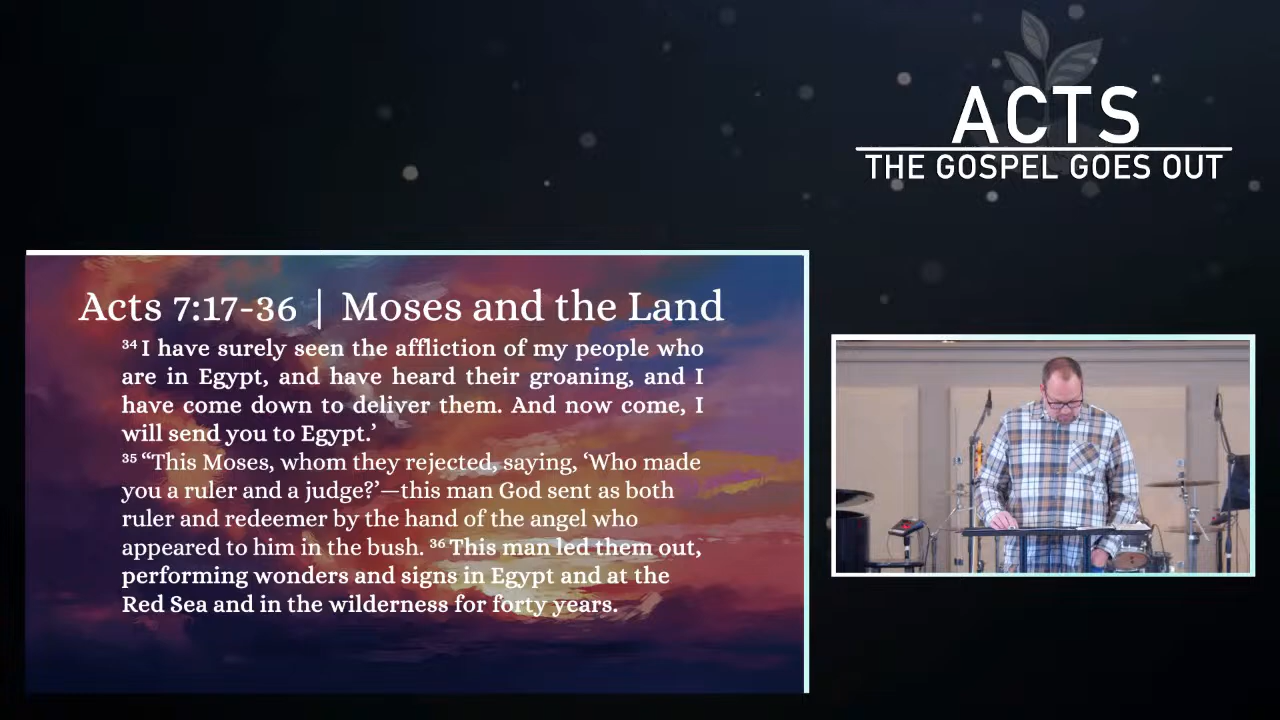 ACTS
THE GOSPEL GOES OUT
Acts 7:17-36 | Moses and the Land
³⁴ I have surely seen the affliction of my people who
are in Egypt, and have heard their groaning, and I
have come down to deliver them. And now come, I
will send you to Egypt.’
³⁵ “This Moses, whom they rejected, saying, ‘Who made
you a ruler and a judge?’—this man God sent as both
ruler and redeemer by the hand of the angel who
appeared to him in the bush. ³⁶ This man led them out,
performing wonders and signs in Egypt and at the
Red Sea and in the wilderness for forty years.